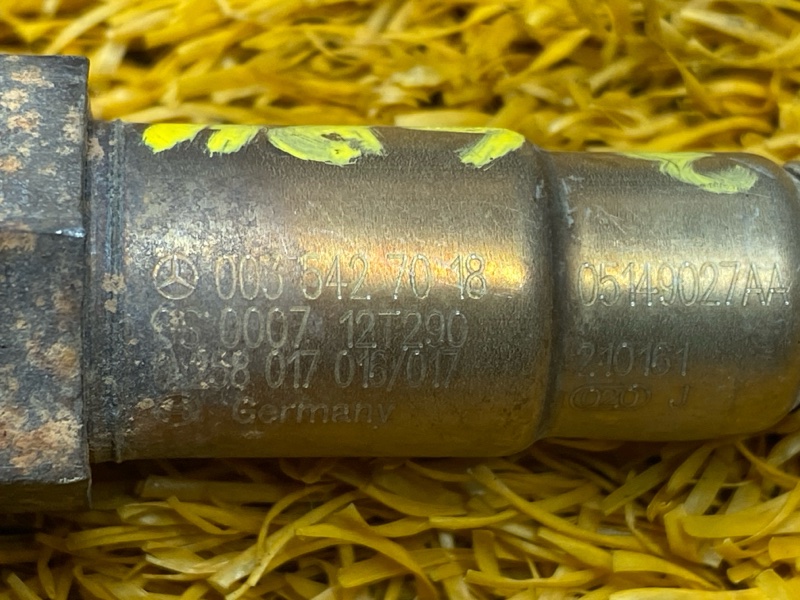 003 542 70 18
0007 12T290
258 017 016/017
Germany
05149027AA
210161
J